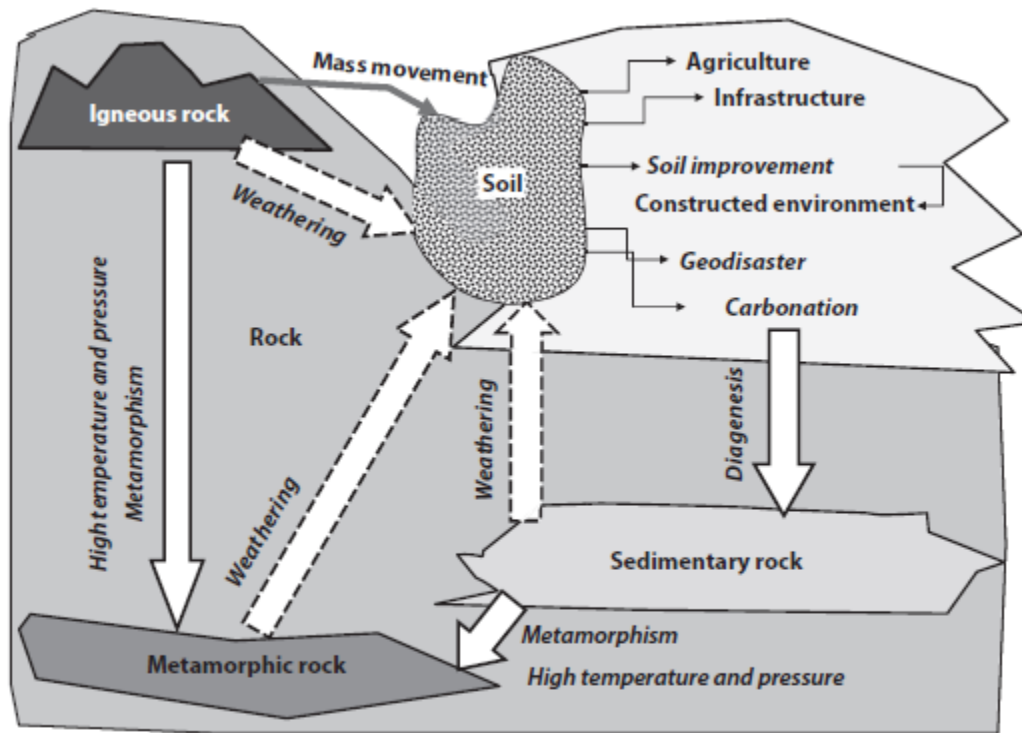 Mass movement
Agriculture
Infrastructure
Igneous rock
Soil improvement
Soil
Weathering
Constructed environment
Geodisaster
Carbonation
Rock
High temperature and pressure
Metamorphism
Weathering
Weathering
Diagenesis
Sedimentary rock
Metamorphism
Metamorphic rock
High temperature and pressure